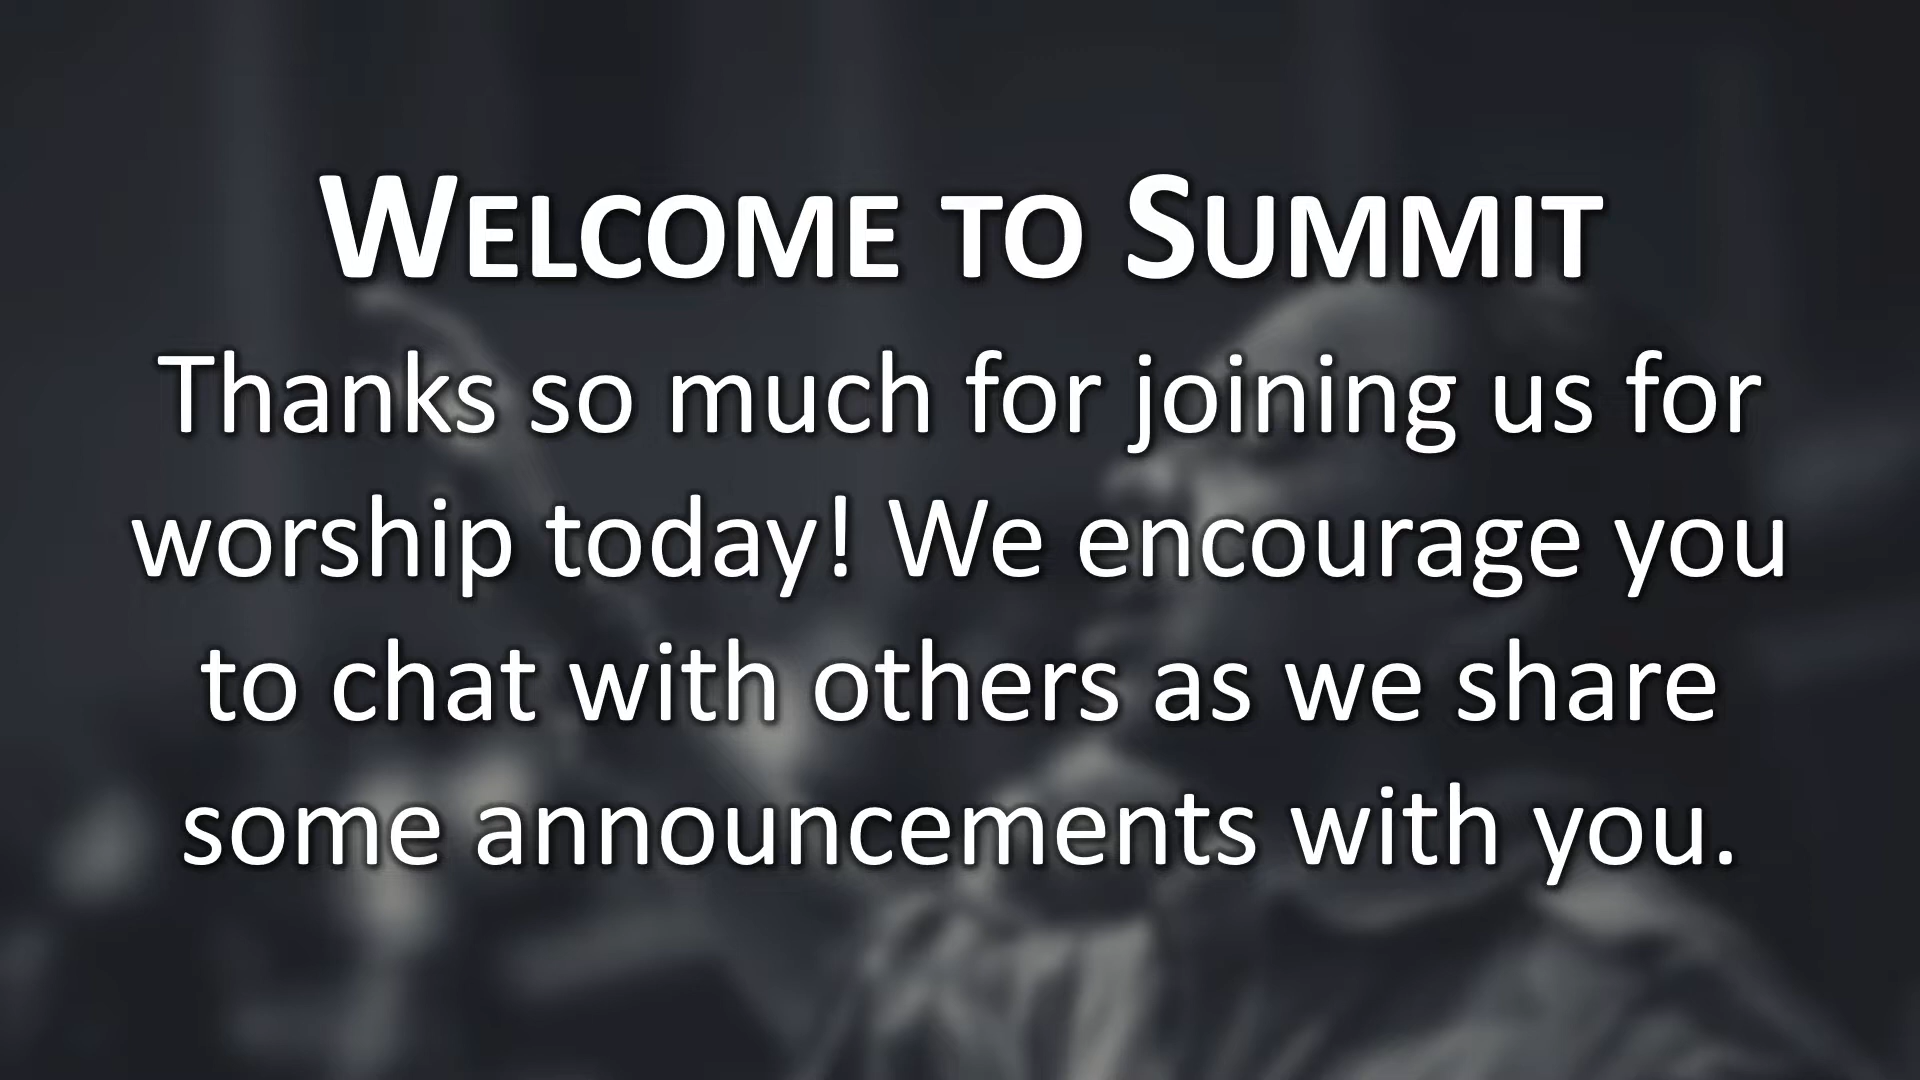 WELCOME TO SUMMIT
Thanks so much for joining us for
worship today! We encourage you
to chat with others as we share
some announcements with you.